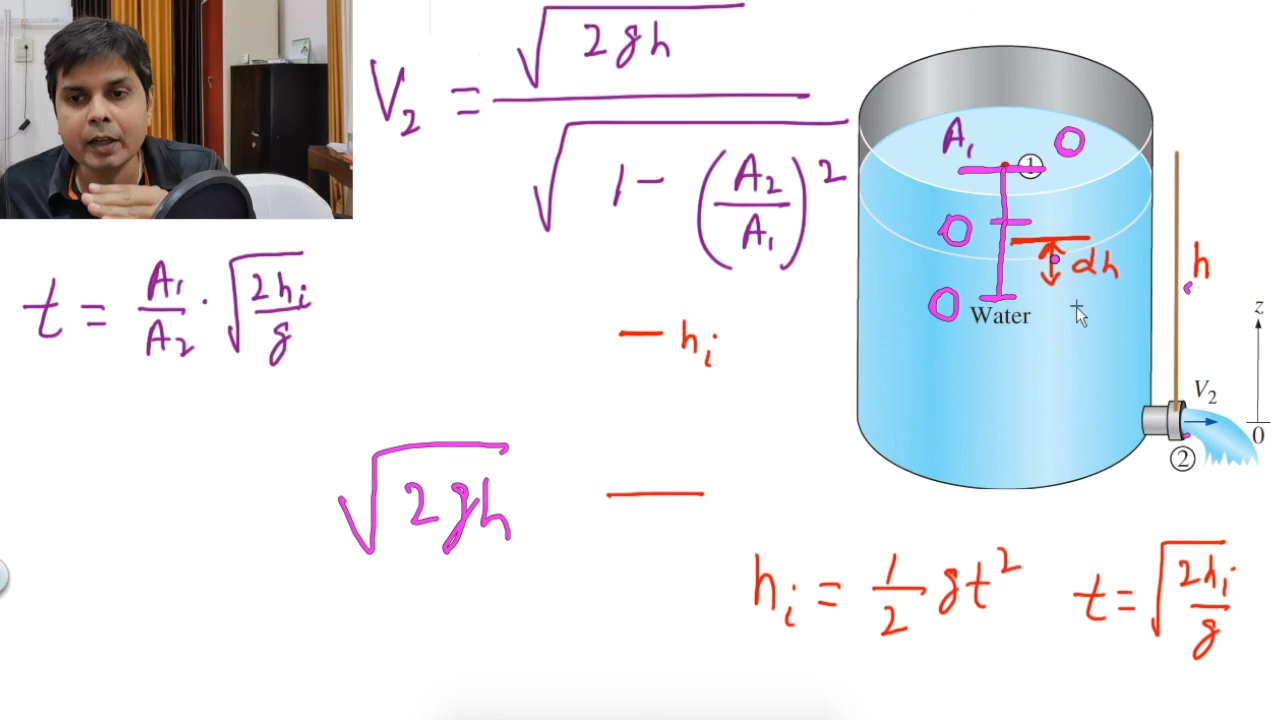 V₂ = √(2gh) / √(1 - (A₂/A₁)²)
t = A₁/A₂ · √(2hᵢ/g)
A₁
①
dh
h
Water
V₂
z
0
②
hᵢ
√(2gh)
hᵢ = 1/2 gt² t = √(2hᵢ/g)